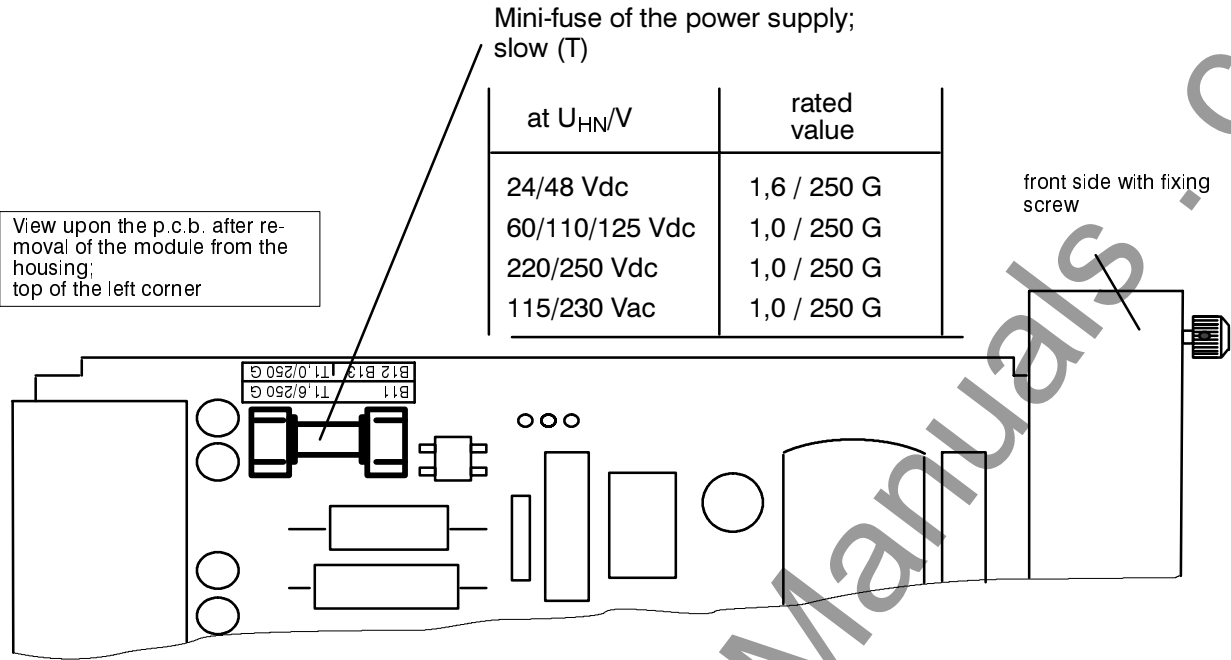 Mini-fuse of the power supply;
slow (T)
at UHN/V rated value
24/48 Vdc 1,6 / 250 G
60/110/125 Vdc 1,0 / 250 G
220/250 Vdc 1,0 / 250 G
115/230 Vac 1,0 / 250 G
front side with fixing
screw
View upon the p.c.b. after re-
moval of the module from the
housing;
top of the left corner
B11 T1,6/250 G
B12 B13 T1,0/250 G
Manuals .